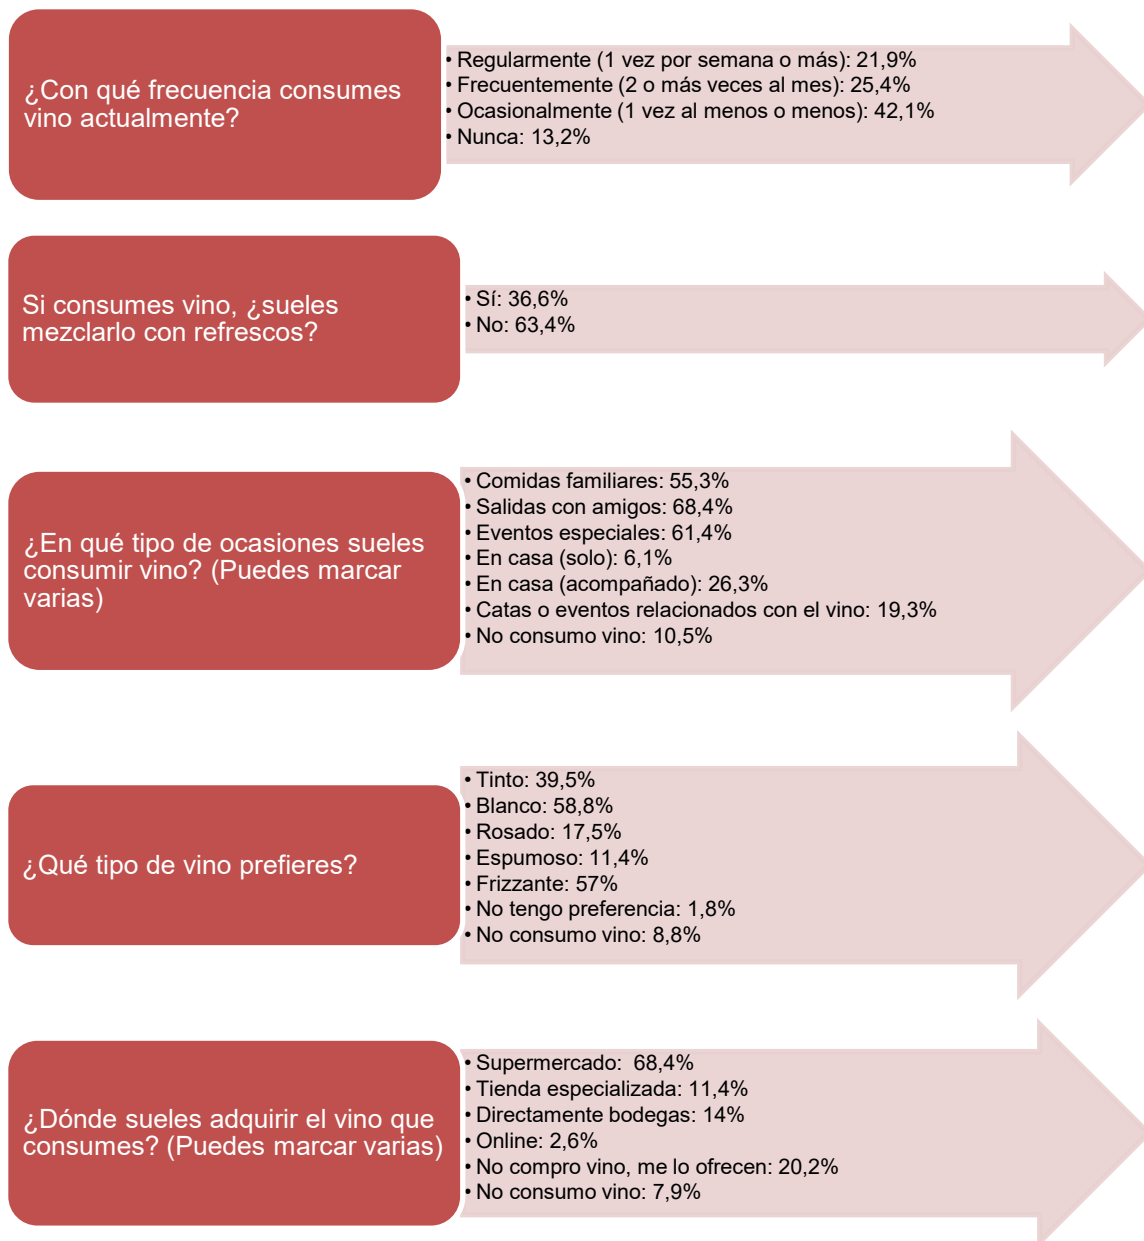 ¿Con qué frecuencia consumes
vino actualmente?
• Regularmente (1 vez por semana o más): 21,9%
• Frecuentemente (2 o más veces al mes): 25,4%
• Ocasionalmente (1 vez al menos o menos): 42,1%
• Nunca: 13,2%
Si consumes vino, ¿sueles
mezclarlo con refrescos?
• Sí: 36,6%
• No: 63,4%
¿En qué tipo de ocasiones sueles
consumir vino? (Puedes marcar
varias)
• Comidas familiares: 55,3%
• Salidas con amigos: 68,4%
• Eventos especiales: 61,4%
• En casa (solo): 6,1%
• En casa (acompañado): 26,3%
• Catas o eventos relacionados con el vino: 19,3%
• No consumo vino: 10,5%
¿Qué tipo de vino prefieres?
• Tinto: 39,5%
• Blanco: 58,8%
• Rosado: 17,5%
• Espumoso: 11,4%
• Frizzante: 57%
• No tengo preferencia: 1,8%
• No consumo vino: 8,8%
¿Dónde sueles adquirir el vino que
consumes? (Puedes marcar varias)
• Supermercado: 68,4%
• Tienda especializada: 11,4%
• Directamente bodegas: 14%
• Online: 2,6%
• No compro vino, me lo ofrecen: 20,2%
• No consumo vino: 7,9%